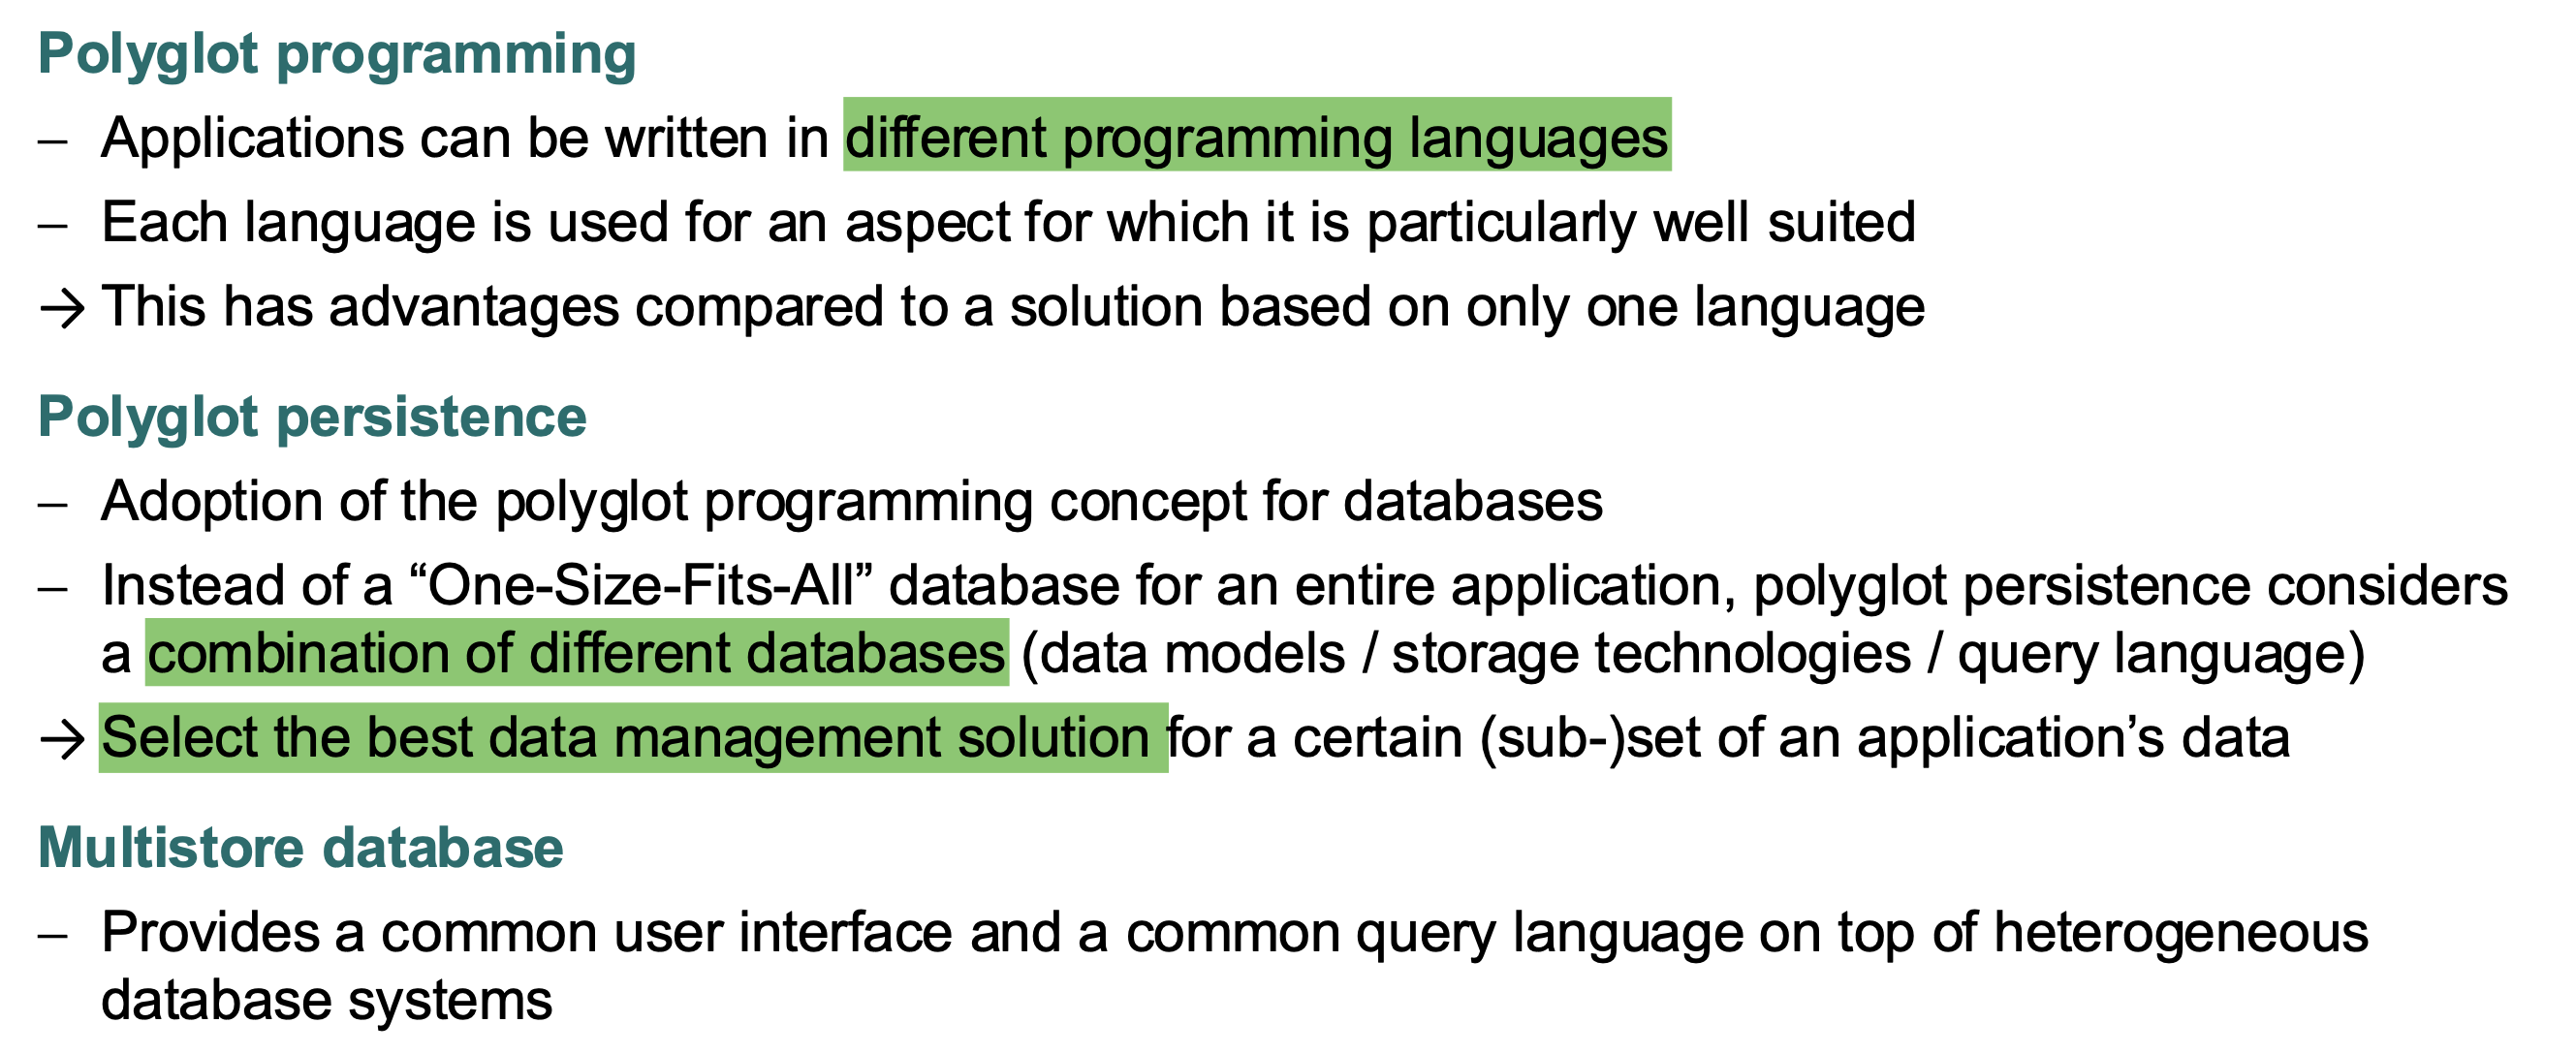 Polyglot programming
– Applications can be written in different programming languages
– Each language is used for an aspect for which it is particularly well suited
→ This has advantages compared to a solution based on only one language
Polyglot persistence
– Adoption of the polyglot programming concept for databases
– Instead of a “One-Size-Fits-All” database for an entire application, polyglot persistence considers
a combination of different databases (data models / storage technologies / query language)
→ Select the best data management solution for a certain (sub-)set of an application’s data
Multistore database
– Provides a common user interface and a common query language on top of heterogeneous
database systems